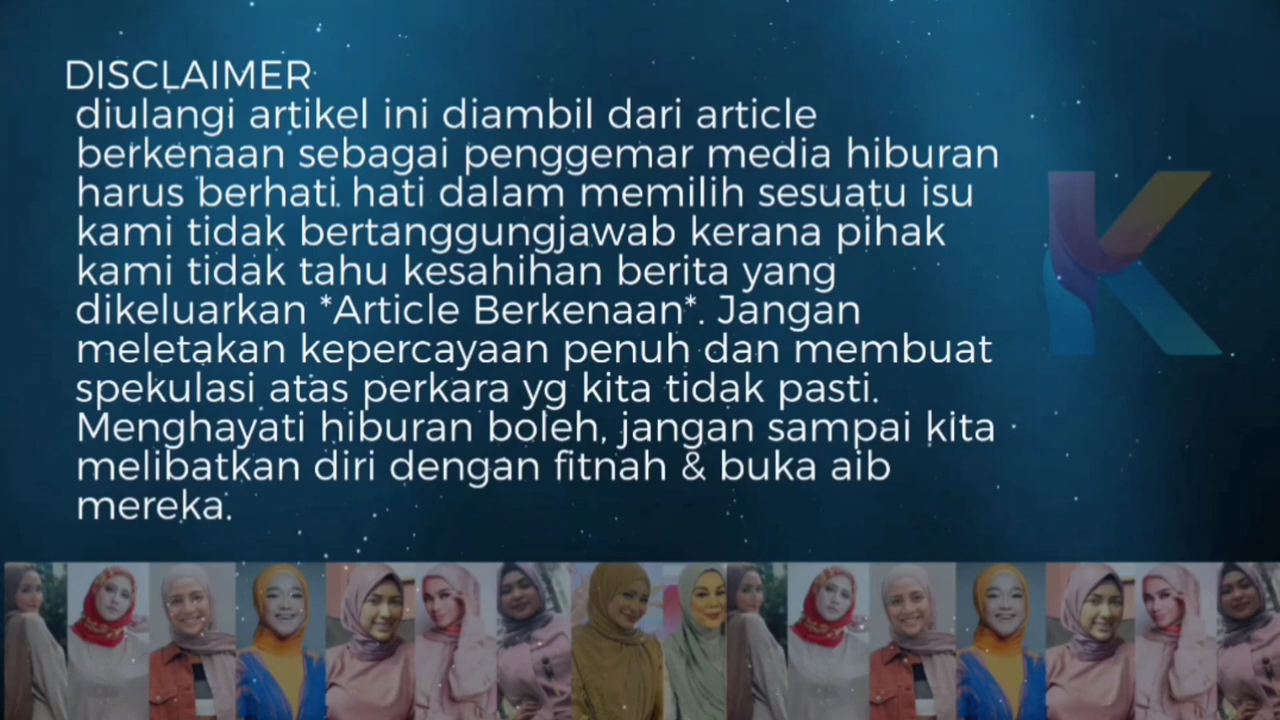 DISCLAIMER
diulangi artikel ini diambil dari article
berkenaan sebagai penggemar media hiburan
harus berhati. hati dalam memilih sesuatu isu
kami tidak bertanggungjawab kerana pihak
kami tidak tahu kesahihan berita yang
dikeluarkan *Article Berkenaan*. Jangan
meletakan kepercayaan penuh dan membuat
spekulasi atas perkara yg kita tidak pasti.
Menghayati hiburan boleh, jangan sampai kita
melibatkan diri dengan fitnah & buka aib
mereka.
K